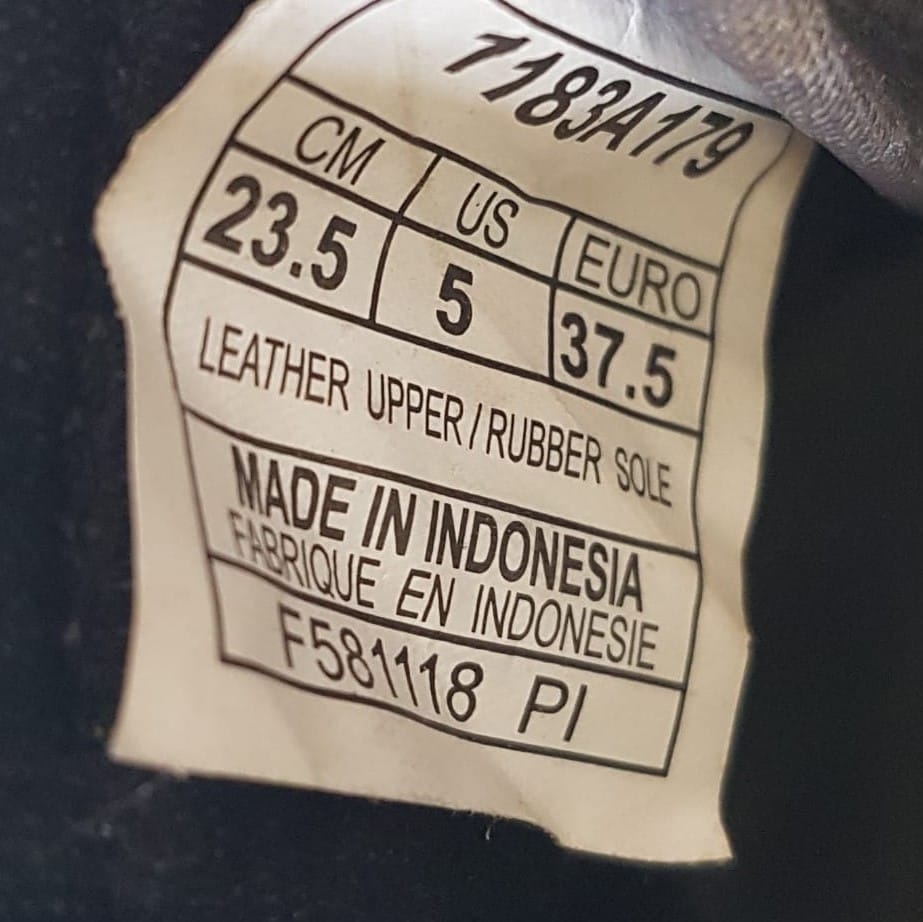 1183A179
CM US EURO
23.5 5 37.5
LEATHER UPPER / RUBBER SOLE
MADE IN INDONESIA
FABRIQUE EN INDONESIE
F581118 PI